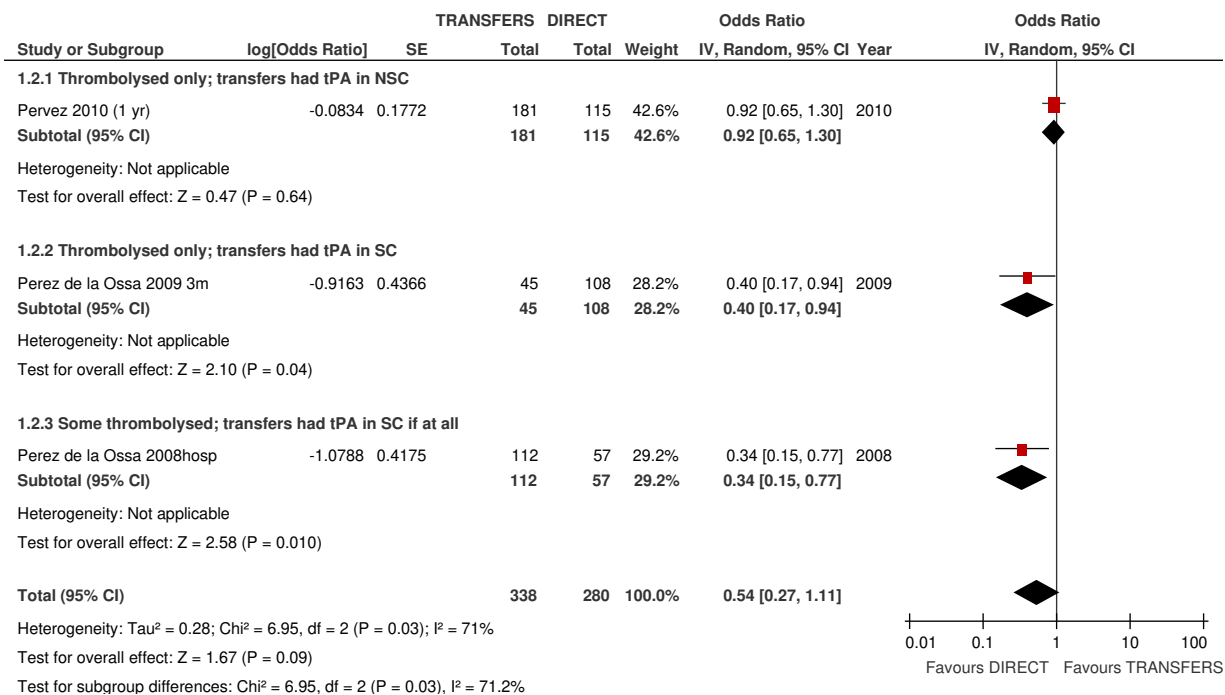 TRANSFERS DIRECT Odds Ratio Odds Ratio
Study or Subgroup log[Odds Ratio] SE Total Total Weight IV, Random, 95% CI Year IV, Random, 95% CI
1.2.1 Thrombolysed only; transfers had tPA in NSC
Pervez 2010 (1 yr) -0.0834 0.1772 181 115 42.6% 0.92 [0.65, 1.30] 2010
Subtotal (95% CI) 181 115 42.6% 0.92 [0.65, 1.30]
Heterogeneity: Not applicable
Test for overall effect: Z = 0.47 (P = 0.64)
1.2.2 Thrombolysed only; transfers had tPA in SC
Perez de la Ossa 2009 3m -0.9163 0.4366 45 108 28.2% 0.40 [0.17, 0.94] 2009
Subtotal (95% CI) 45 108 28.2% 0.40 [0.17, 0.94]
Heterogeneity: Not applicable
Test for overall effect: Z = 2.10 (P = 0.04)
1.2.3 Some thrombolysed; transfers had tPA in SC if at all
Perez de la Ossa 2008hosp -1.0788 0.4175 112 57 29.2% 0.34 [0.15, 0.77] 2008
Subtotal (95% CI) 112 57 29.2% 0.34 [0.15, 0.77]
Heterogeneity: Not applicable
Test for overall effect: Z = 2.58 (P = 0.010)
Total (95% CI) 338 280 100.0% 0.54 [0.27, 1.11]
Heterogeneity: Tau² = 0.28; Chi² = 6.95, df = 2 (P = 0.03); I² = 71%
Test for overall effect: Z = 1.67 (P = 0.09)
Test for subgroup differences: Chi² = 6.95, df = 2 (P = 0.03), I² = 71.2%
0.01 0.1 1 10 100
Favours DIRECT Favours TRANSFERS